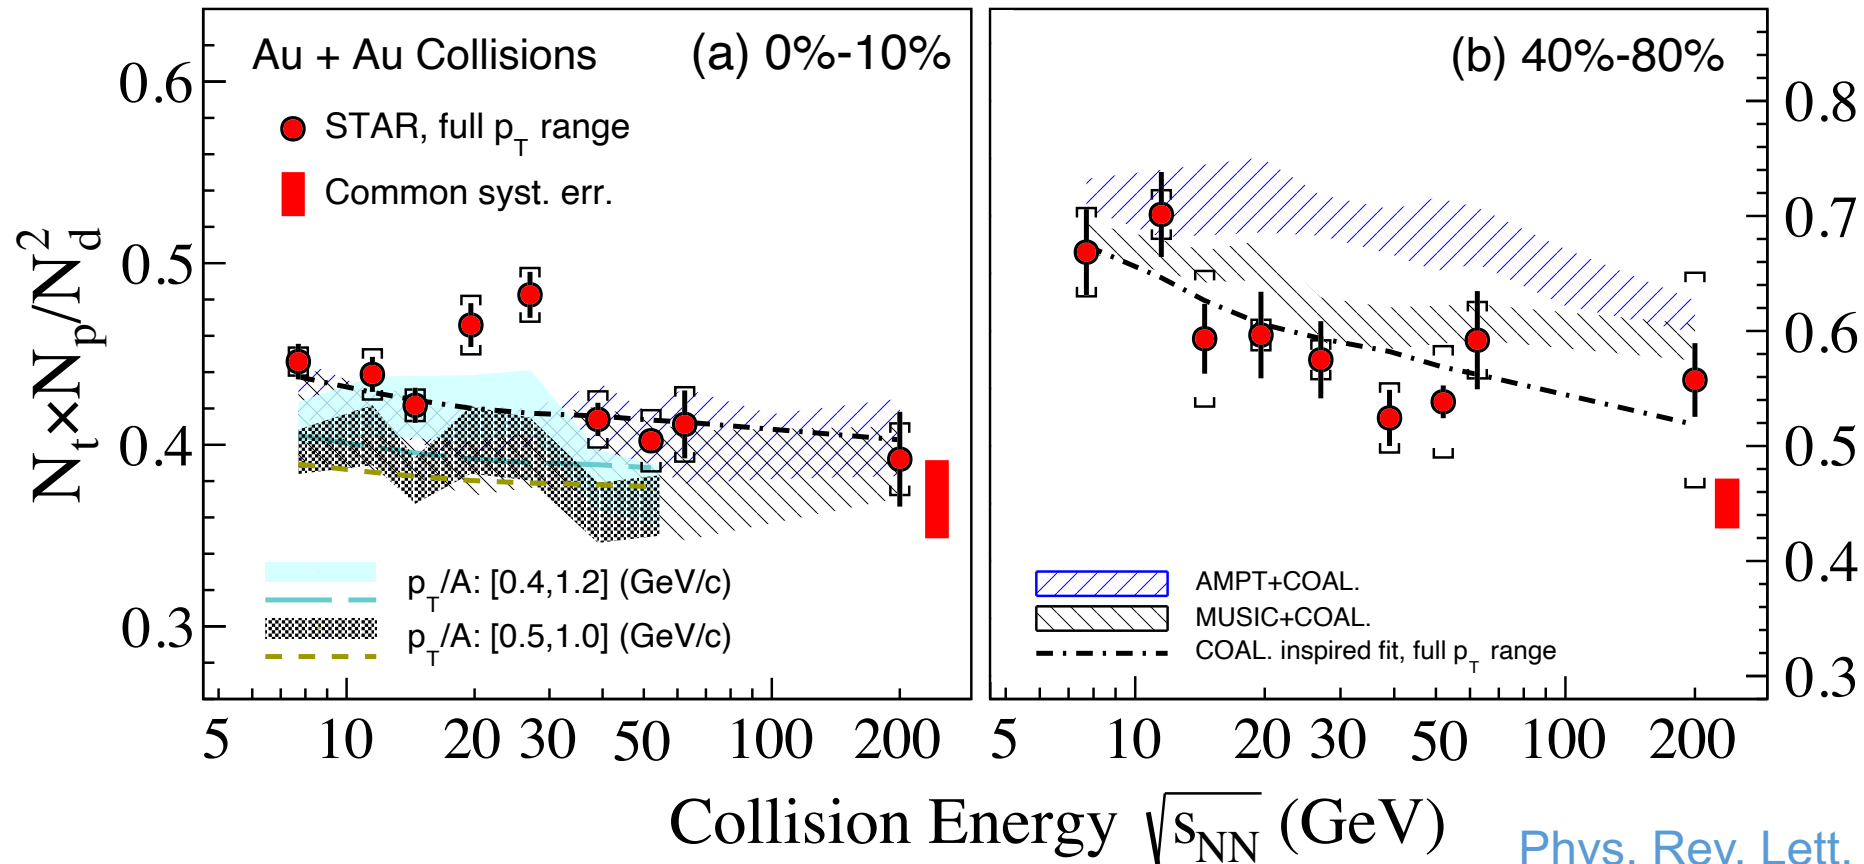 Au + Au Collisions
(a) 0%-10%
STAR, full p_T range
Common syst. err.
p_T/A: [0.4,1.2] (GeV/c)
p_T/A: [0.5,1.0] (GeV/c)
0.6
0.5
0.4
0.3
N_t×N_p/N_d^2
5 10 20 30 50 100 200
(b) 40%-80%
AMPT+COAL.
MUSIC+COAL.
COAL. inspired fit, full p_T range
0.8
0.7
0.6
0.5
0.4
0.3
5 10 20 30 50 100 200
Collision Energy √s_NN (GeV)
Phys. Rev. Lett.